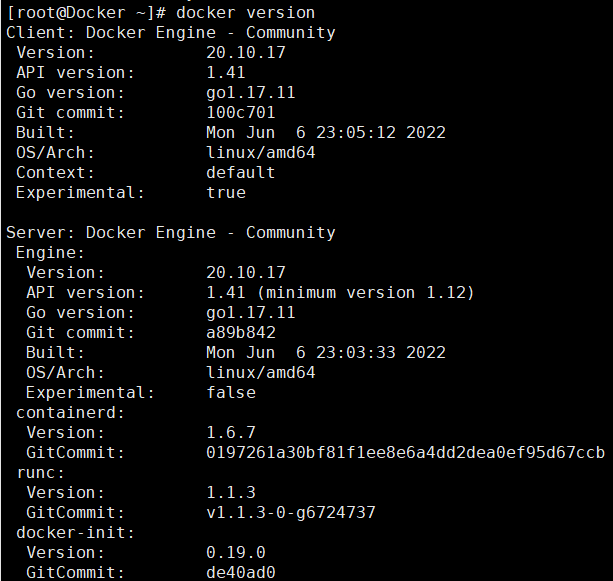 [root@Docker ~]# docker version
Client: Docker Engine - Community
 Version:           20.10.17
 API version:       1.41
 Go version:        go1.17.11
 Git commit:        100c701
 Built:             Mon Jun  6 23:05:12 2022
 OS/Arch:           linux/amd64
 Context:           default
 Experimental:      true

Server: Docker Engine - Community
 Engine:
  Version:          20.10.17
  API version:      1.41 (minimum version 1.12)
  Go version:       go1.17.11
  Git commit:       a89b842
  Built:            Mon Jun  6 23:03:33 2022
  OS/Arch:          linux/amd64
  Experimental:     false
 containerd:
  Version:          1.6.7
  GitCommit:        0197261a30bf81f1ee8e6a4dd2dea0ef95d67ccb
 runc:
  Version:          1.1.3
  GitCommit:        v1.1.3-0-g6724737
 docker-init:
  Version:          0.19.0
  GitCommit:        de40ad0